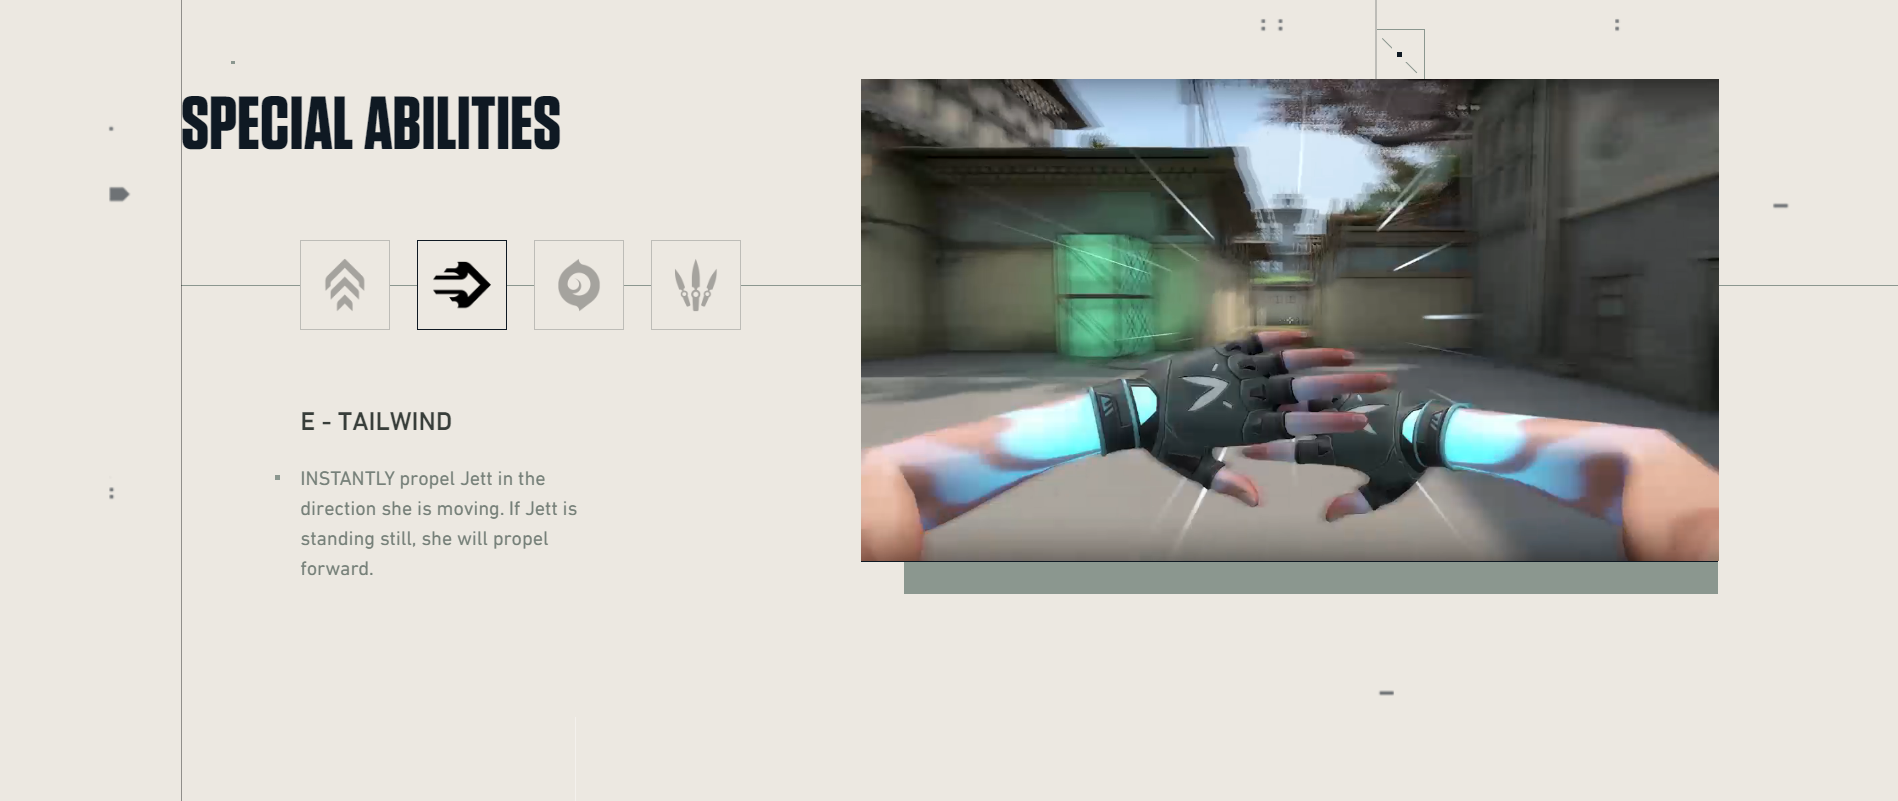 SPECIAL ABILITIES
E - TAILWIND
INSTANTLY propel Jett in the
direction she is moving. If Jett is
standing still, she will propel
forward.